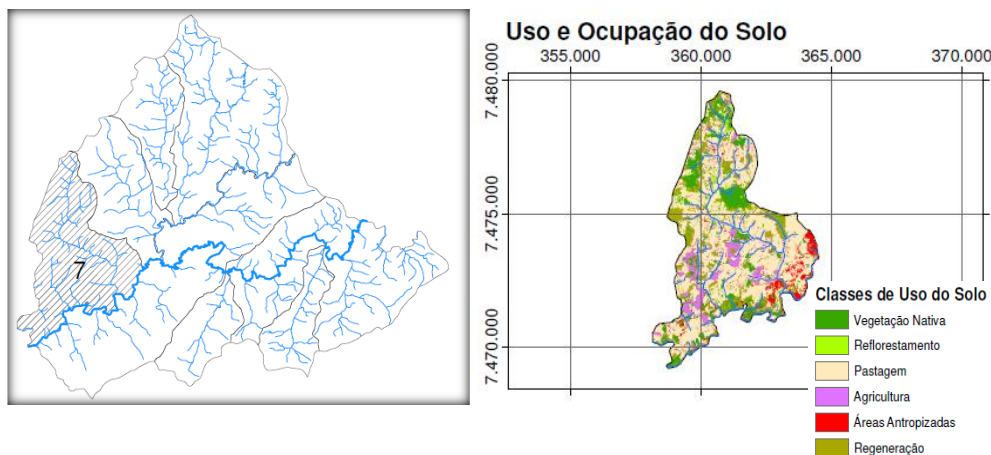 7
Uso e Ocupação do Solo
355.000 360.000 365.000 370.000
7.480.000
7.475.000
7.470.000
Classes de Uso do Solo
Vegetação Nativa
Reflorestamento
Pastagem
Agricultura
Áreas Antropizadas
Regeneração